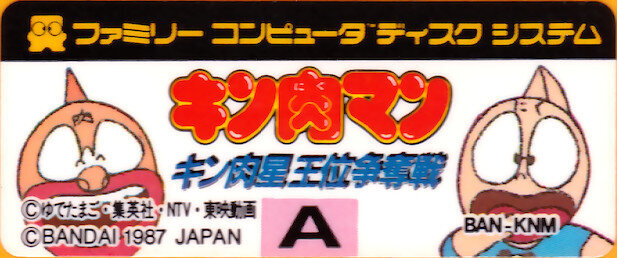 ファミリー コンピュータ™ディスク システム
キン肉マン
キン肉星王位争奪戦
©ゆでたまご・集英社・NTV・東映動画
©BANDAI 1987 JAPAN
A
BAN-KNM